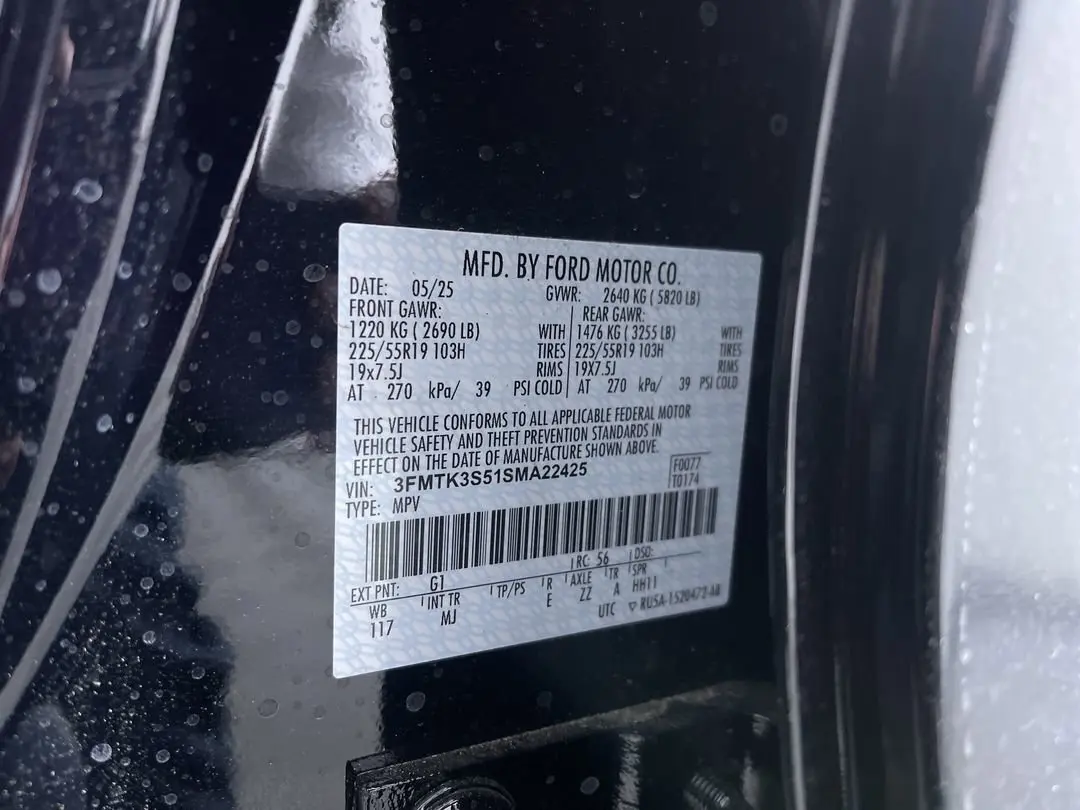 MFD. BY FORD MOTOR CO.
DATE: 05/25 GVWR: 2640 KG ( 5820 LB)
FRONT GAWR: REAR GAWR:
1220 KG ( 2690 LB) WITH 1476 KG ( 3255 LB) WITH
225/55R19 103H TIRES 225/55R19 103H TIRES
19x7.5J RIMS 19X7.5J RIMS
AT 270 kPa/ 39 PSI COLD AT 270 kPa/ 39 PSI COLD
THIS VEHICLE CONFORMS TO ALL APPLICABLE FEDERAL MOTOR
VEHICLE SAFETY AND THEFT PREVENTION STANDARDS IN
EFFECT ON THE DATE OF MANUFACTURE SHOWN ABOVE.
VIN: 3FMTK3S51SMA22425 F0077
TYPE: MPV T0174
EXT PNT: G1 RC: 56 DSO:
WB INT TR TP/PS R AXLE TR SPR
117 MJ E ZZ A HH11
UTC ▽ RU5A-1520472-AB